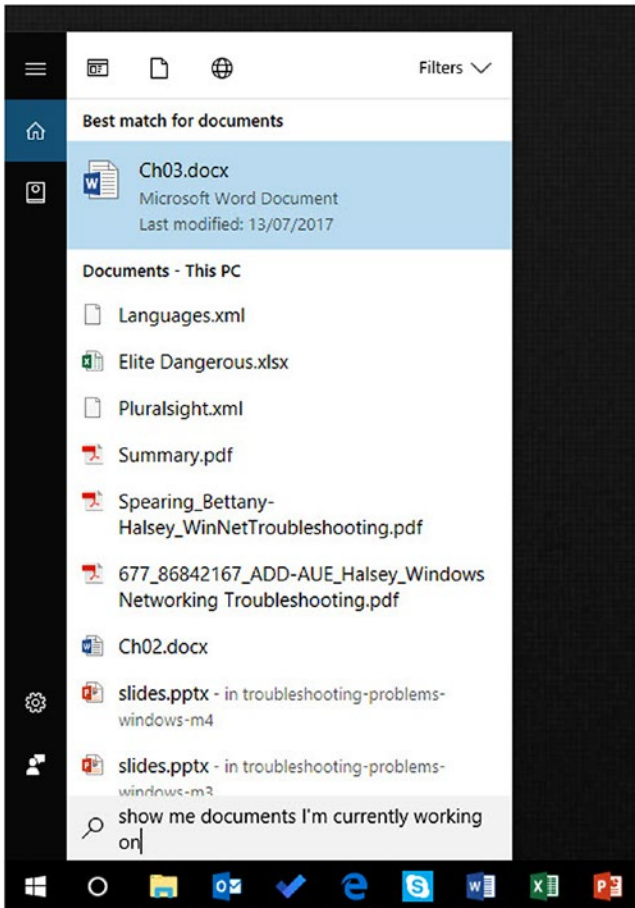 Filters
Best match for documents
Ch03.docx
Microsoft Word Document
Last modified: 13/07/2017
Documents - This PC
Languages.xml
Elite Dangerous.xlsx
Pluralsight.xml
Summary.pdf
Spearing_Bettany-
Halsey_WinNetTroubleshooting.pdf
677_86842167_ADD-AUE_Halsey_Windows
Networking Troubleshooting.pdf
Ch02.docx
slides.pptx - in troubleshooting-problems-
windows-m4
slides.pptx - in troubleshooting-problems-
windows-m3
show me documents I'm currently working
on